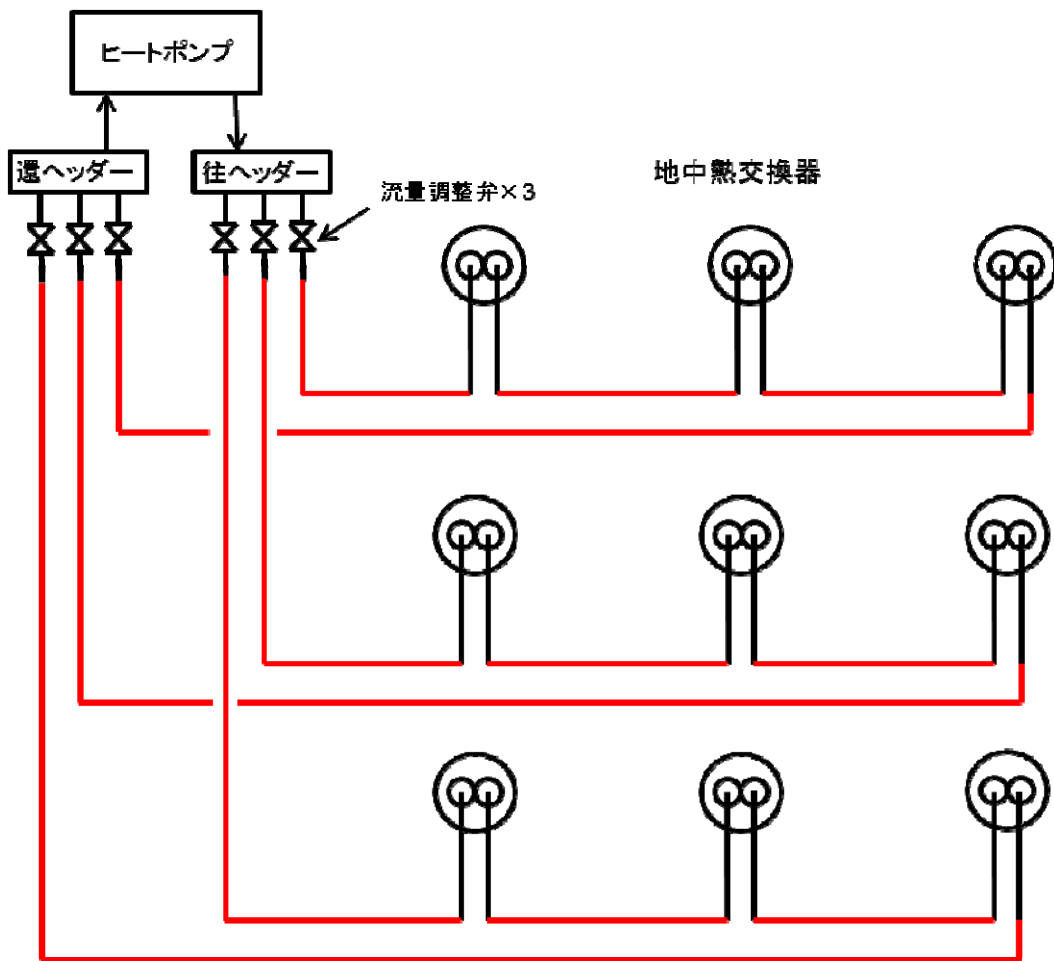 ヒートポンプ
還ヘッダー
往ヘッダー
流量調整弁×3
地中熱交換器